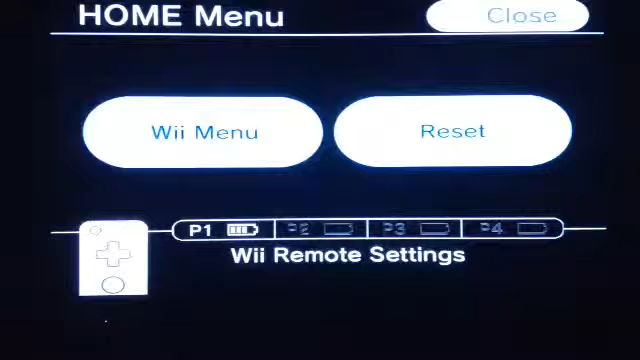 HOME Menu
Close
Wii Menu
Reset
P1 P2 P3 P4
Wii Remote Settings